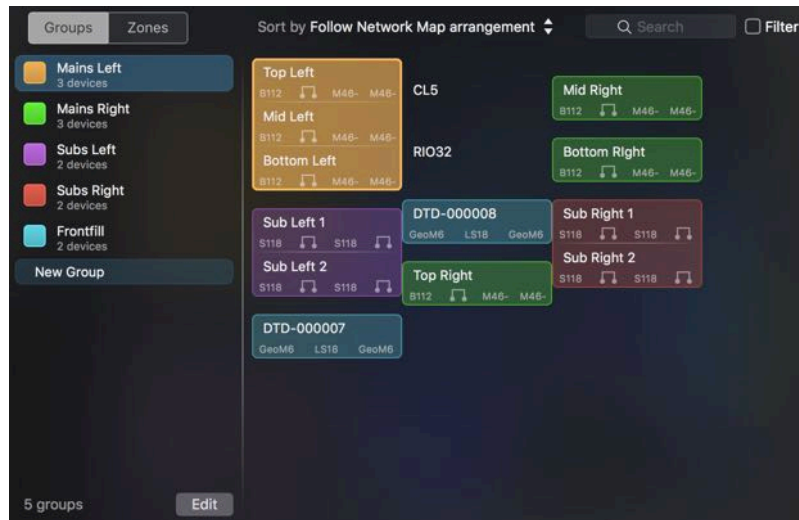 Groups Zones
Sort by Follow Network Map arrangement
Search
Filter
Mains Left
3 devices
Mains Right
3 devices
Subs Left
2 devices
Subs Right
2 devices
Frontfill
2 devices
New Group
Top Left
B112 M46- M46-
Mid Left
B112 M46- M46-
Bottom Left
B112 M46- M46-
CL5
RIO32
Mid Right
B112 M46- M46-
Bottom RIght
B112 M46- M46-
Sub Left 1
S118 S118
Sub Left 2
S118 S118
DTD-000008
GeoM6 LS18 GeoM6
Top Right
B112 M46- M46-
Sub Right 1
S118 S118
Sub Right 2
S118 S118
DTD-000007
GeoM6 LS18 GeoM6
5 groups
Edit